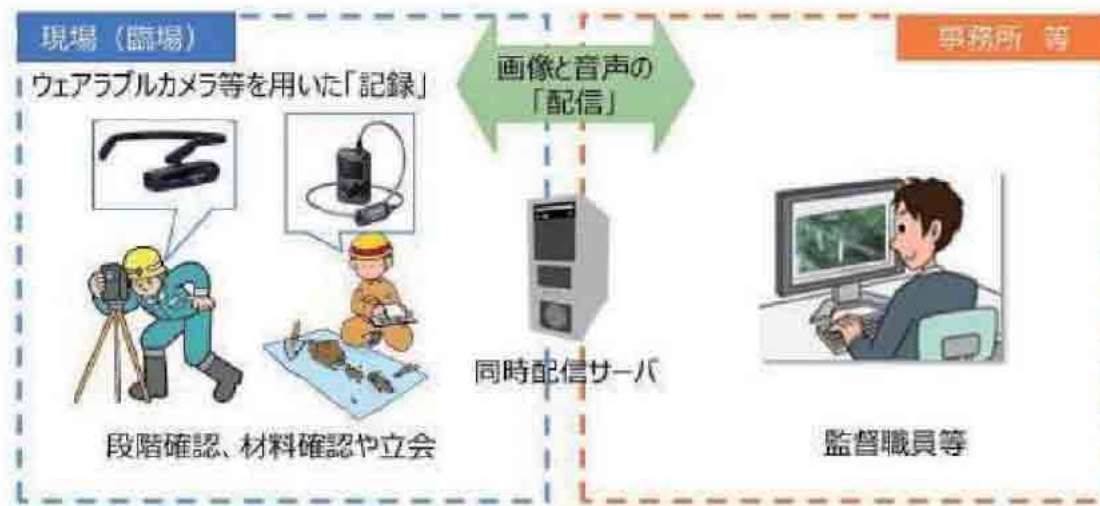 現場（臨場）
ウェアラブルカメラ等を用いた「記録」
段階確認、材料確認や立会
画像と音声の
「配信」
同時配信サーバ
事務所 等
監督職員等